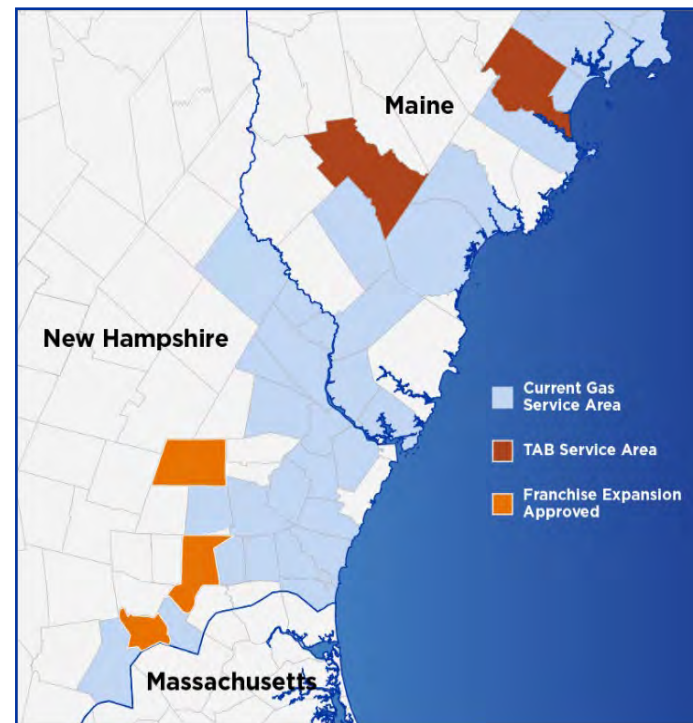 Maine
New Hampshire
Current Gas
Service Area
TAB Service Area
Franchise Expansion
Approved
Massachusetts